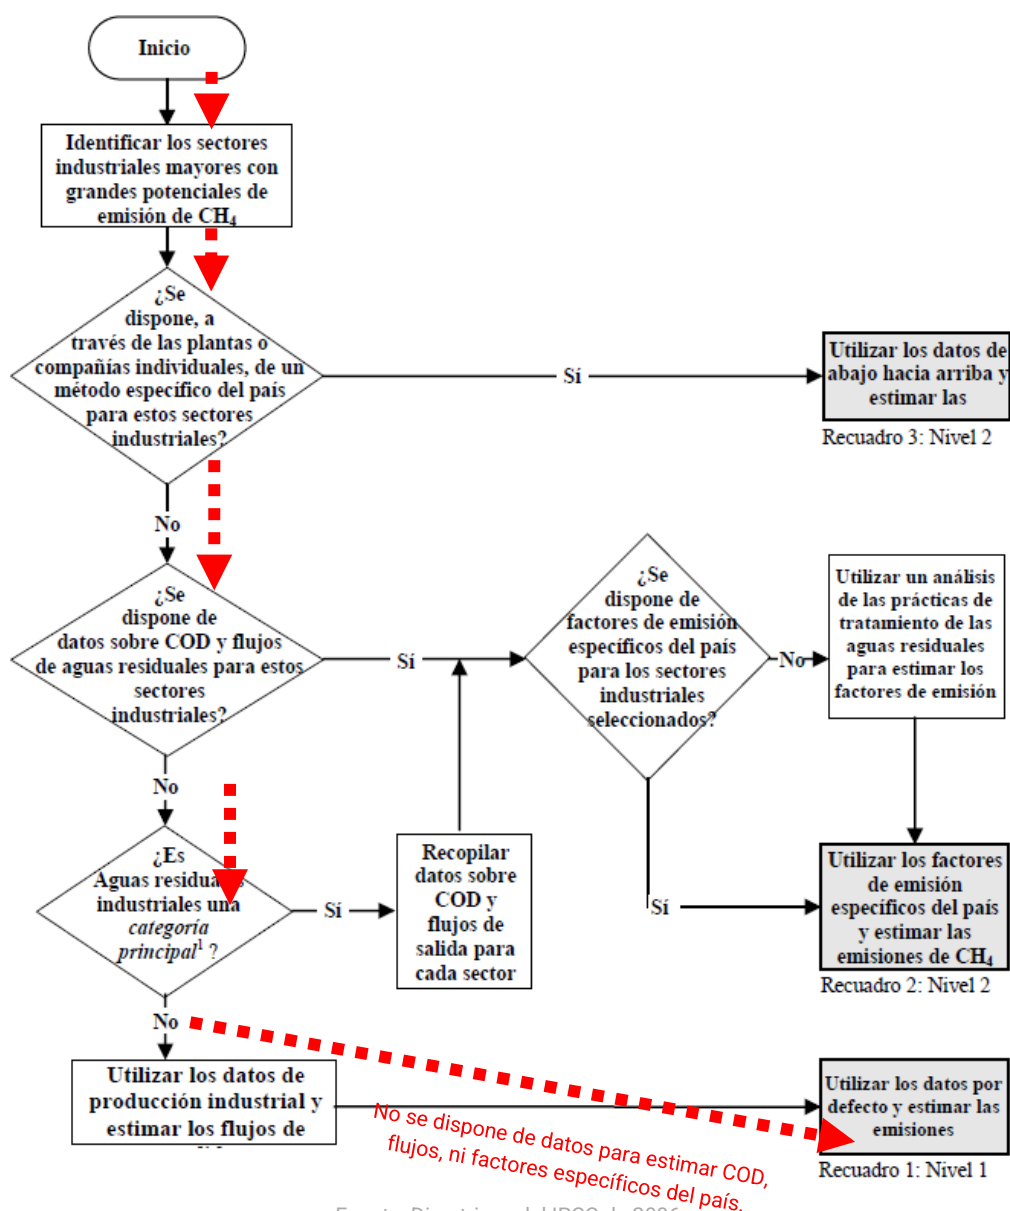 Inicio
Identificar los sectores
industriales mayores con
grandes potenciales de
emisión de CH₄
¿Se
dispone, a
través de las plantas o
compañías individuales, de un
método específico del país
para estos sectores
industriales?
Sí
Utilizar los datos de
abajo hacia arriba y
estimar las
Recuadro 3: Nivel 2
No
¿Se
dispone de
datos sobre COD y flujos
de aguas residuales para estos
sectores
industriales?
Sí
¿Se
dispone de
factores de emisión
específicos del país
para los sectores
industriales
seleccionados?
No
Utilizar un análisis
de las prácticas de
tratamiento de las
aguas residuales
para estimar los
factores de emisión
No
¿Es
Aguas residuales
industriales una
categoría
principal¹ ?
Sí
Recopilar
datos sobre
COD y
flujos de
salida para
cada sector
Sí
Utilizar los factores
de emisión
específicos del país
y estimar las
emisiones de CH₄
Recuadro 2: Nivel 2
No
Utilizar los datos de
producción industrial y
estimar los flujos de
Utilizar los datos por
defecto y estimar las
emisiones
Recuadro 1: Nivel 1
No se dispone de datos para estimar COD,
flujos, ni factores específicos del país.